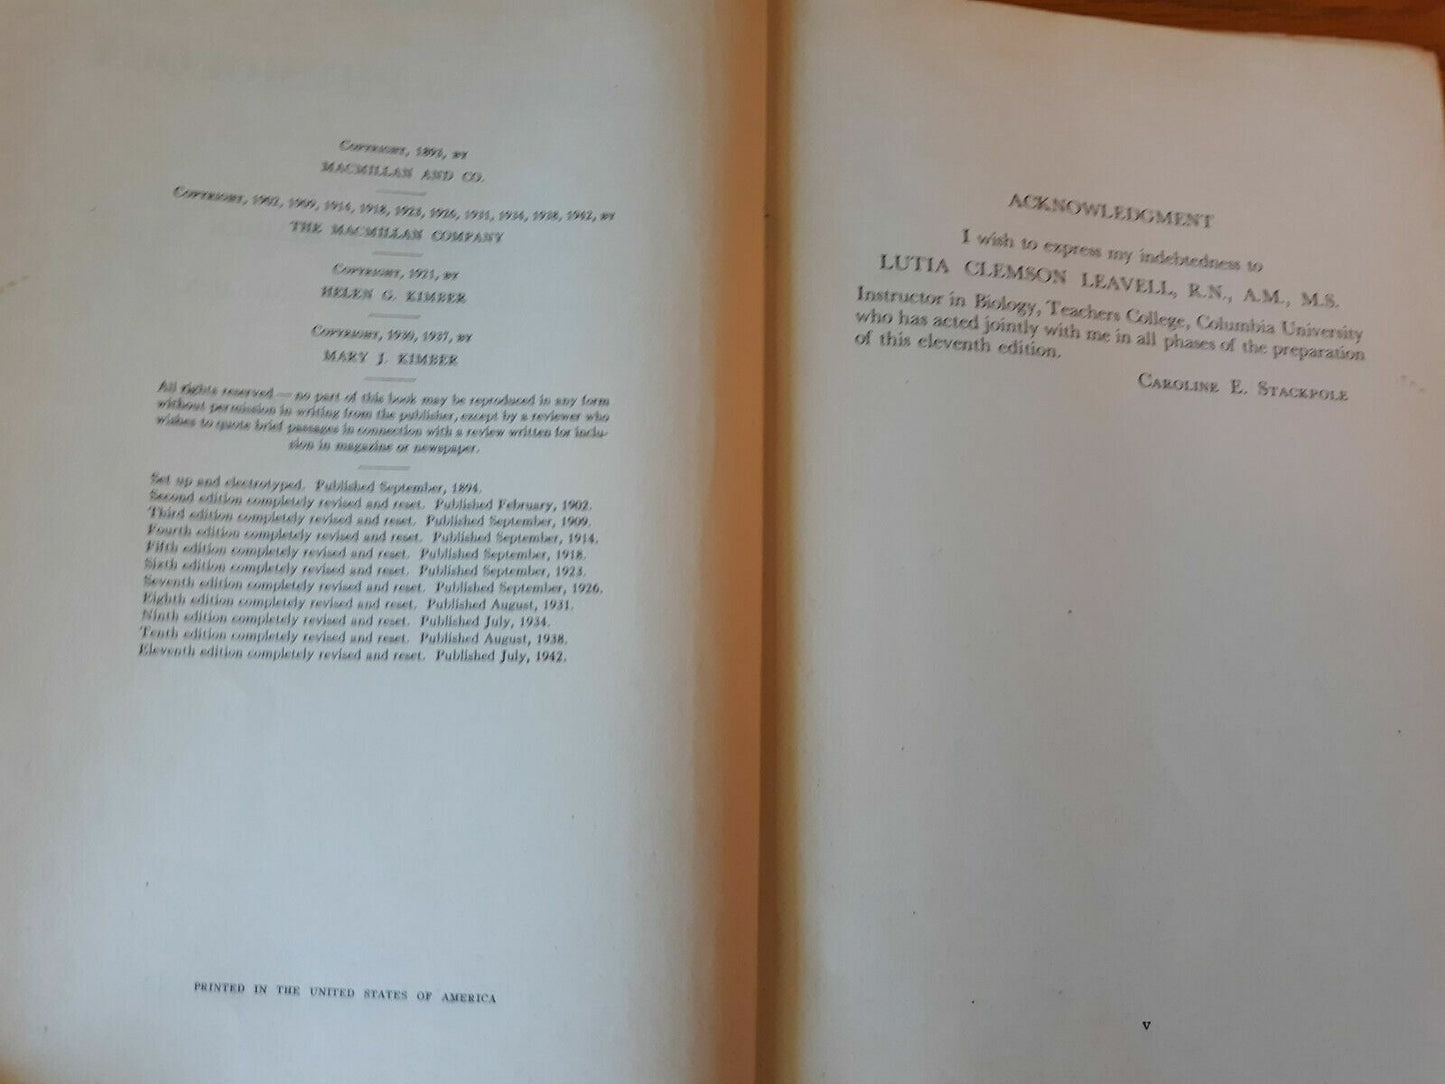 COPYRIGHT, 1893, BY
MACMILLAN AND CO.
COPYRIGHT, 1902, 1909, 1914, 1918, 1923, 1926, 1931, 1934, 1938, 1942, BY
THE MACMILLAN COMPANY
COPYRIGHT, 1921, BY
HELEN G. KIMBER
COPYRIGHT, 1930, 1937, BY
MARY J. KIMBER
All rights reserved — no part of this book may be reproduced in any form
without permission in writing from the publisher, except by a reviewer who
wishes to quote brief passages in connection with a review written for inclu-
sion in magazine or newspaper.
Set up and electrotyped. Published September, 1894.
Second edition completely revised and reset. Published February, 1902.
Third edition completely revised and reset. Published September, 1909.
Fourth edition completely revised and reset. Published September, 1914.
Fifth edition completely revised and reset. Published September, 1918.
Sixth edition completely revised and reset. Published September, 1923.
Seventh edition completely revised and reset. Published September, 1926.
Eighth edition completely revised and reset. Published August, 1931.
Ninth edition completely revised and reset. Published July, 1934.
Tenth edition completely revised and reset. Published August, 1938.
Eleventh edition completely revised and reset. Published July, 1942.
PRINTED IN THE UNITED STATES OF AMERICA
ACKNOWLEDGMENT
I wish to express my indebtedness to
LUTIA CLEMSON LEAVELL, R.N., A.M., M.S.
Instructor in Biology, Teachers College, Columbia University
who has acted jointly with me in all phases of the preparation
of this eleventh edition.
CAROLINE E. STACKPOLE
v